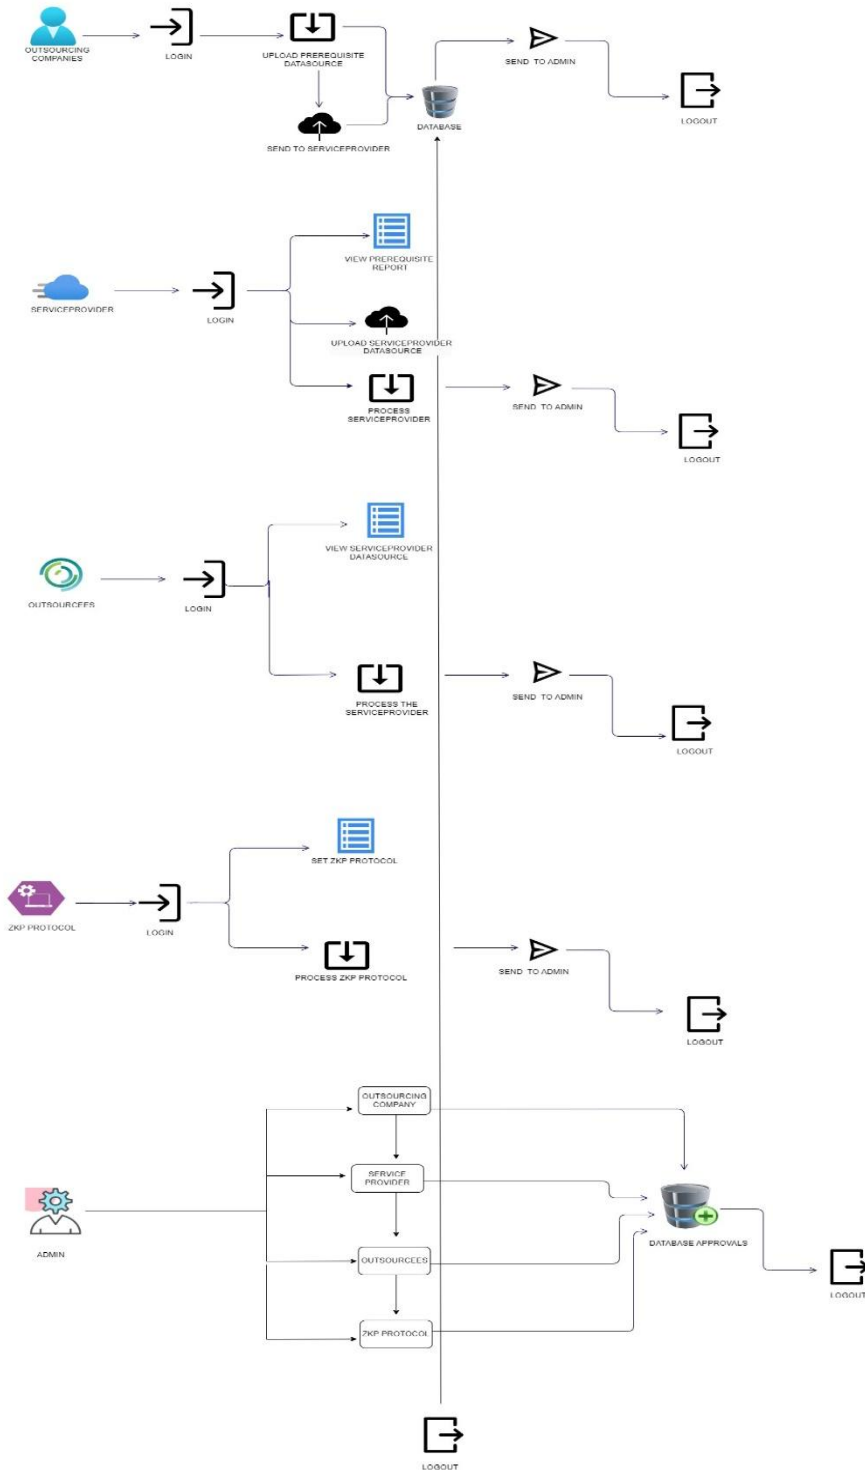 OUTSOURCING
COMPANIES
LOGIN
UPLOAD PREREQUISITE
DATASOURCE
SEND TO SERVICEPROVIDER
DATABASE
SEND TO ADMIN
LOGOUT
VIEW PREREQUISITE
REPORT
SERVICEPROVIDER
LOGIN
UPLOAD SERVICEPROVIDER
DATASOURCE
PROCESS
SERVICEPROVIDER
SEND TO ADMIN
LOGOUT
VIEW SERVICEPROVIDER
DATASOURCE
OUTSOURCEES
LOGIN
PROCESS THE
SERVICEPROVIDER
SEND TO ADMIN
LOGOUT
SET ZKP PROTOCOL
ZKP PROTOCOL
LOGIN
PROCESS ZKP PROTOCOL
SEND TO ADMIN
LOGOUT
OUTSOURCING
COMPANY
SERVICE
PROVIDER
ADMIN
OUTSOURCEES
ZKP PROTOCOL
DATABASE APPROVALS
LOGOUT
LOGOUT